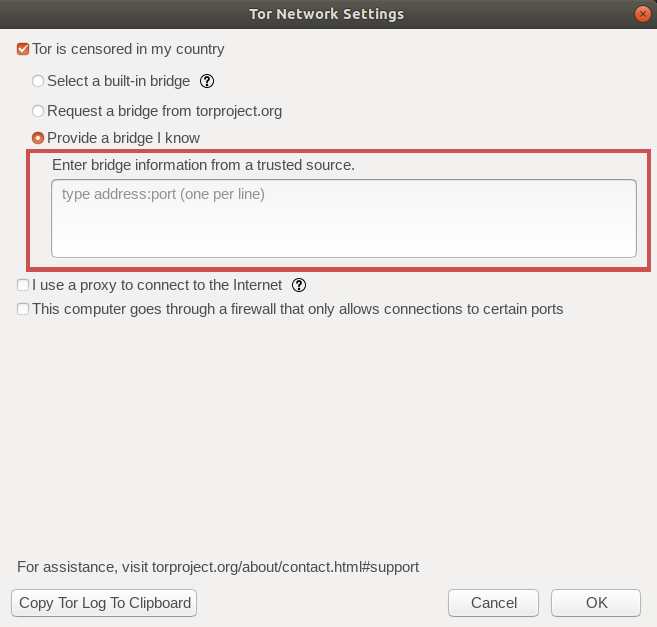 Tor Network Settings
Tor is censored in my country
Select a built-in bridge ?
Request a bridge from torproject.org
Provide a bridge I know
Enter bridge information from a trusted source.
type address:port (one per line)
I use a proxy to connect to the Internet ?
This computer goes through a firewall that only allows connections to certain ports
For assistance, visit torproject.org/about/contact.html#support
Copy Tor Log To Clipboard Cancel OK